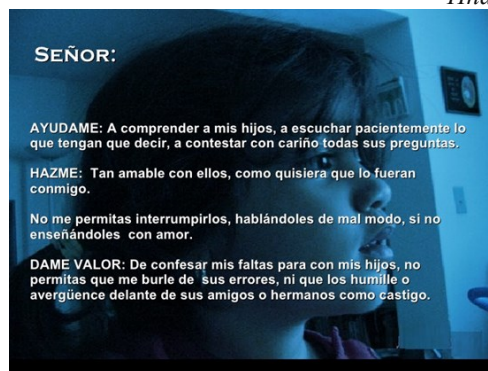 SEÑOR:
AYUDAME: A comprender a mis hijos, a escuchar pacientemente lo
que tengan que decir, a contestar con cariño todas sus preguntas.
HAZME: Tan amable con ellos, como quisiera que lo fueran
conmigo.
No me permitas interrumpirlos, hablándoles de mal modo, si no
enseñándoles con amor.
DAME VALOR: De confesar mis faltas para con mis hijos, no
permitas que me burle de sus errores, ni que los humille o
avergüence delante de sus amigos o hermanos como castigo.